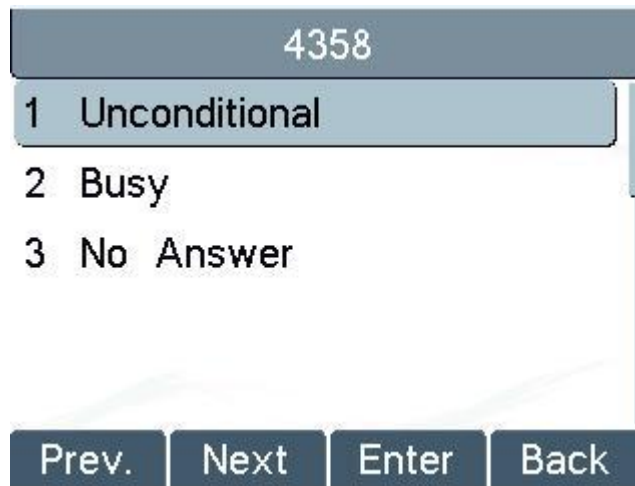 4358
1 Unconditional
2 Busy
3 No Answer
Prev. Next Enter Back